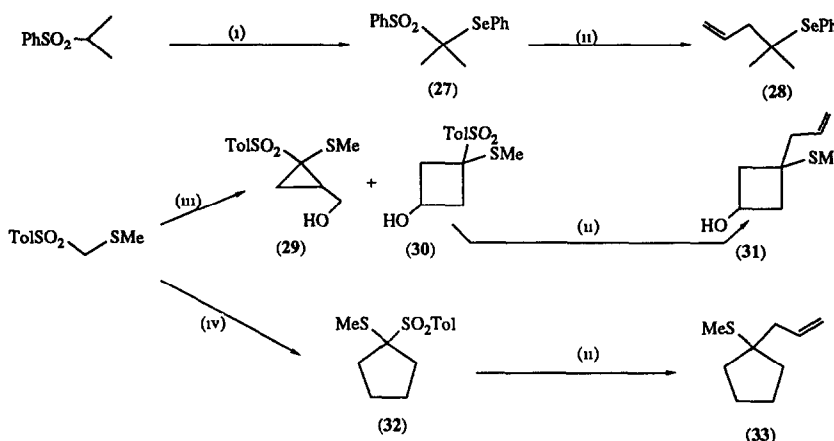 PhSO₂ (i) PhSO₂ SePh (ii) SePh
(27) (28)
TolSO₂ SMe TolSO₂ SMe SM
(iii) + HO HO HO
TolSO₂ SMe (29) (30) (ii) (31)
(iv) MeS SO₂Tol (ii) MeS
(32) (33)